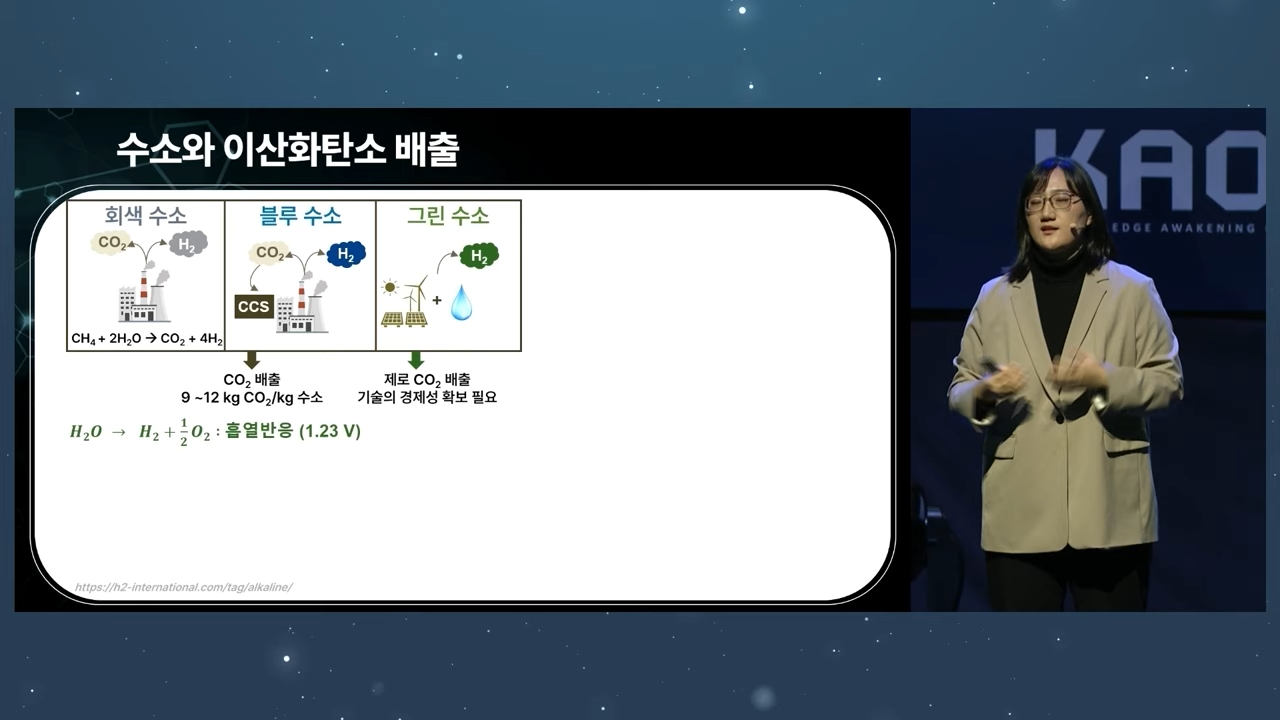 수소와 이산화탄소 배출
회색 수소
CO₂
H₂
CH₄ + 2H₂O → CO₂ + 4H₂
블루 수소
CO₂
H₂
CCS
그린 수소
H₂
+
CO₂ 배출
9 ~12 kg CO₂/kg 수소
제로 CO₂ 배출
기술의 경제성 확보 필요
H₂O → H₂ + 1/2 O₂ : 흡열반응 (1.23 V)
https://h2-international.com/tag/alkaline/
KAO
LEDGE AWAKENING